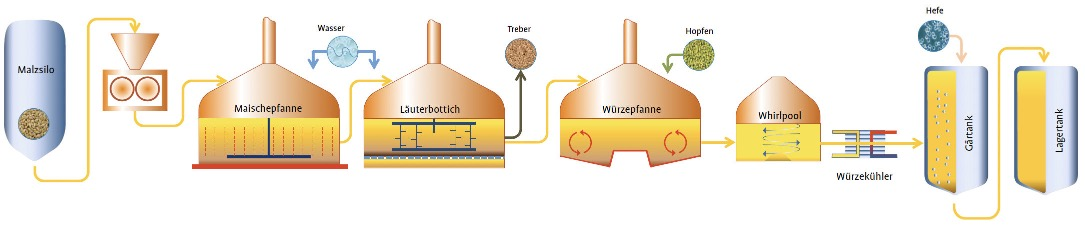 Malzsilo
Wasser
Maischepfanne
Läuterbottich
Treber
Würzepfanne
Hopfen
Whirlpool
Würzekühler
Hefe
Gärtank
Lagertank